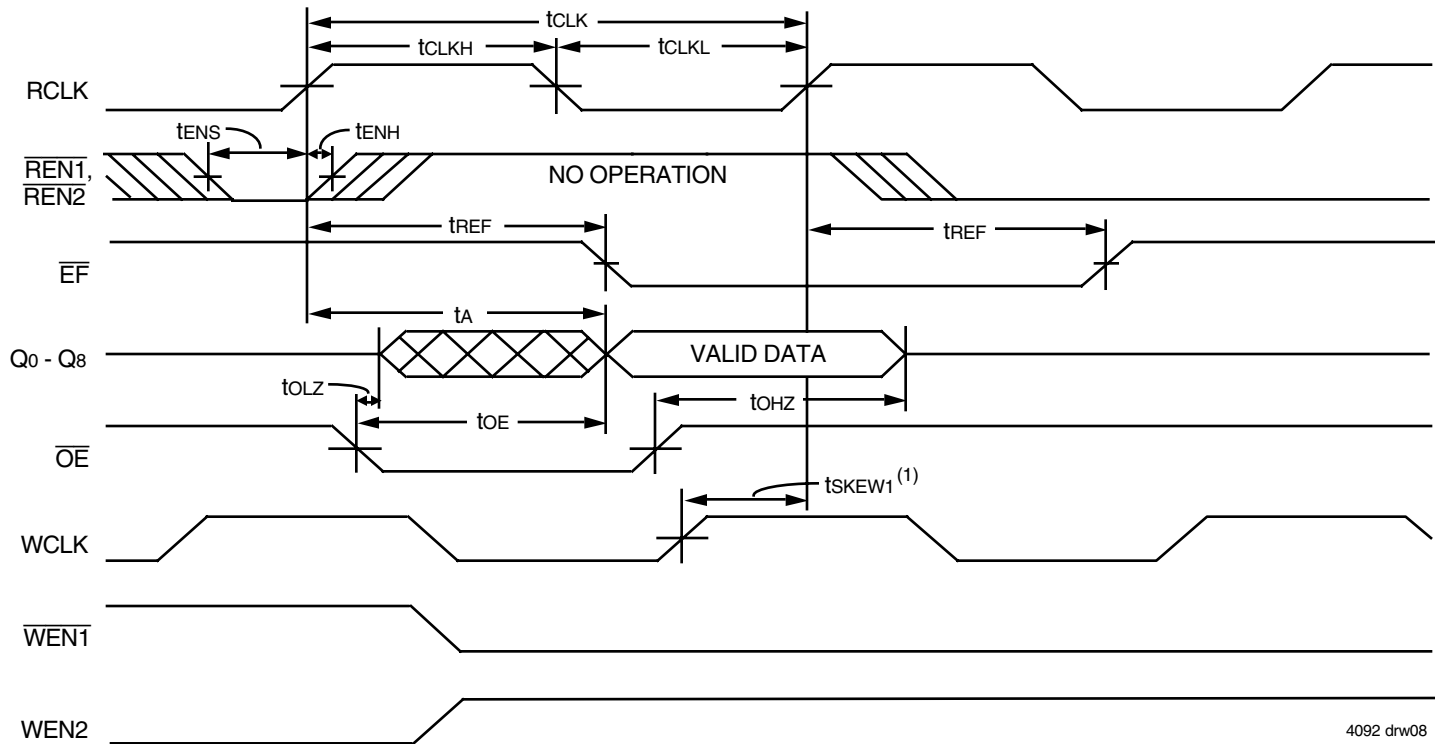 tCLK
tCLKH
tCLKL
RCLK
tENS
tENH
REN1,
REN2
NO OPERATION
tREF
tREF
EF
tA
Q0 - Q8
VALID DATA
tOLZ
tOHZ
tOE
OE
tSKEW1(1)
WCLK
WEN1
WEN2
4092 drw08